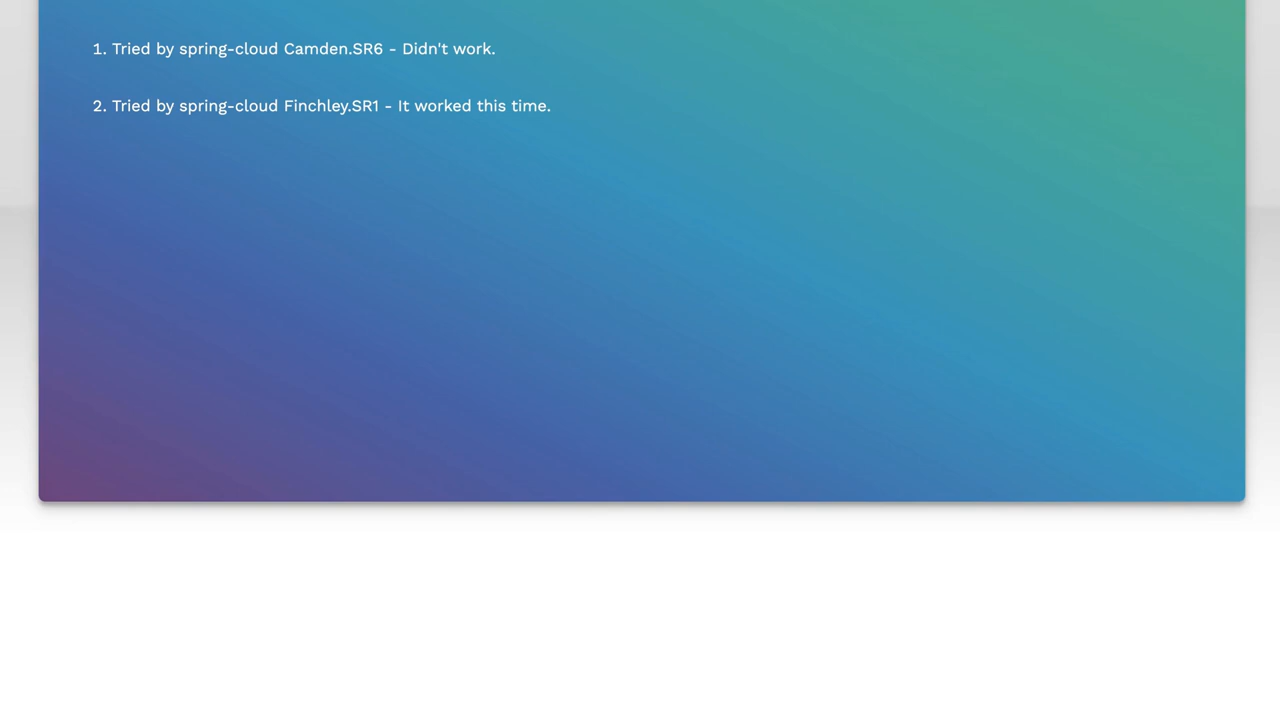 1. Tried by spring-cloud Camden.SR6 - Didn't work.
2. Tried by spring-cloud Finchley.SR1 - It worked this time.